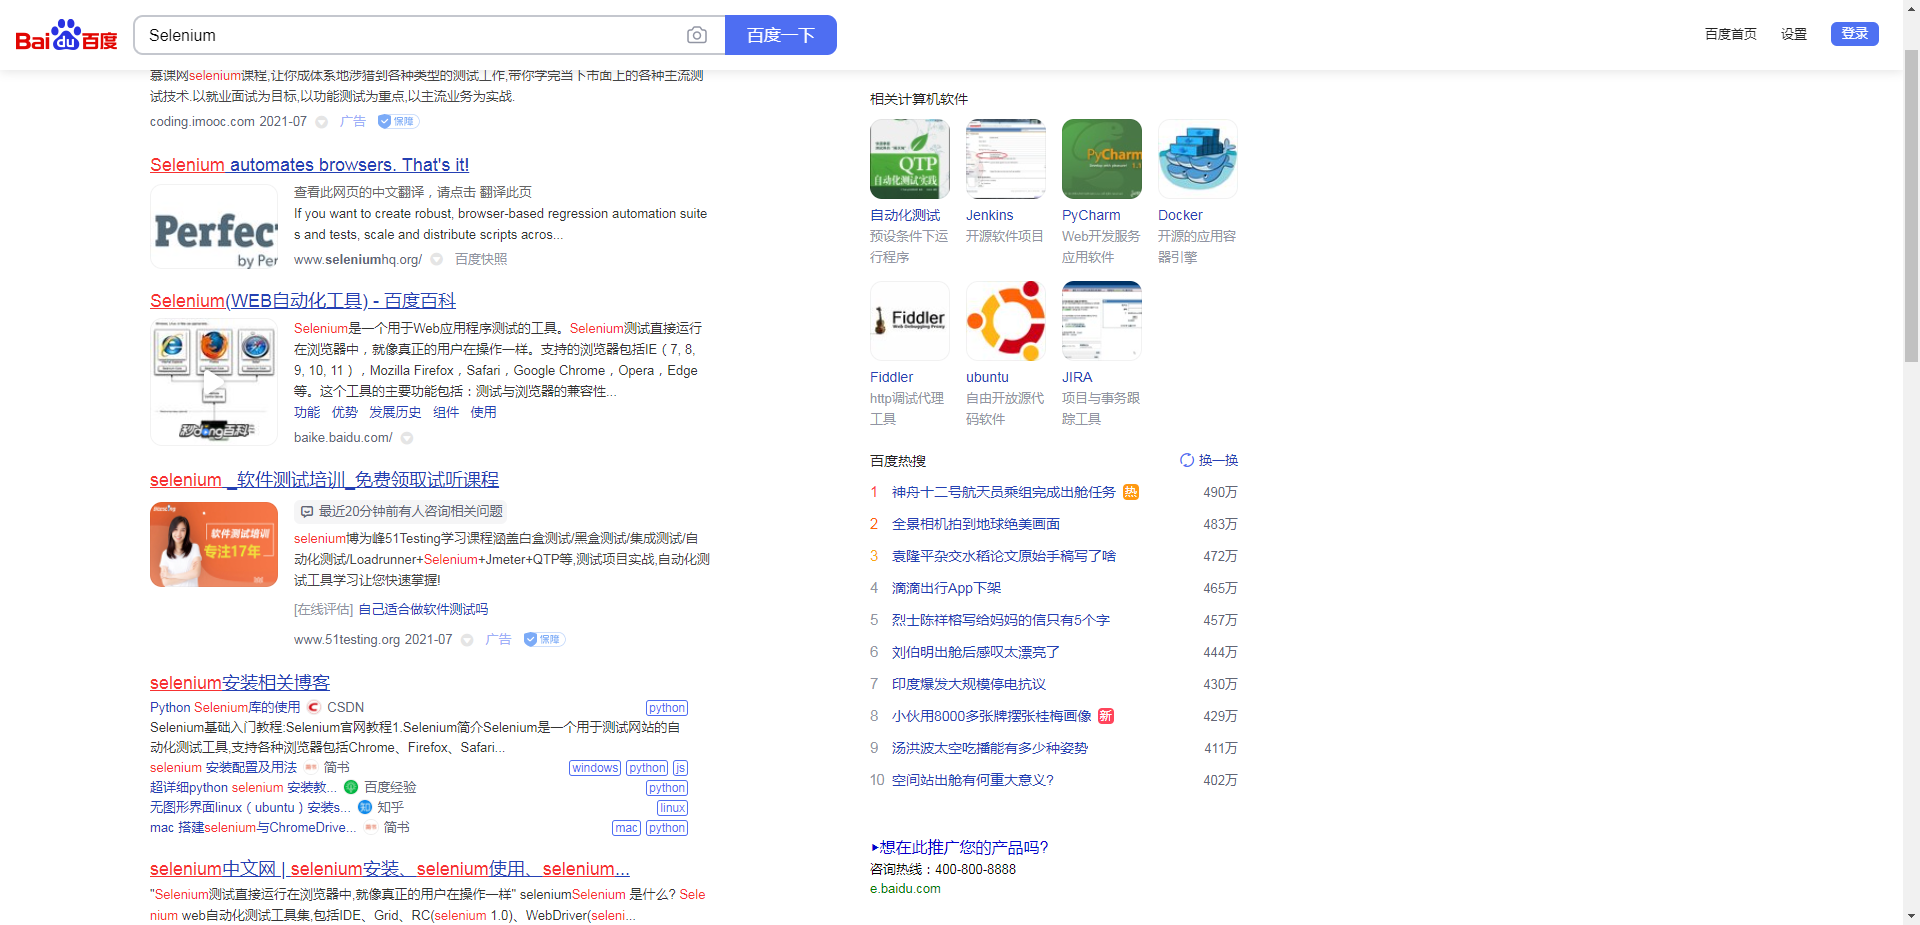 Bai du 百度
Selenium
百度一下
百度首页 设置 登录
慕课网selenium课程,让你成体系地涉猎到各种类型的测试工作,带你学完当下市面上的各种主流测
试技术.以就业面试为目标,以功能测试为重点,以主流业务为实战.
coding.imooc.com 2021-07 广告 保障
Selenium automates browsers. That's it!
Perfec
by Per
查看此网页的中文翻译，请点击 翻译此页
If you want to create robust, browser-based regression automation suite
s and tests, scale and distribute scripts acros...
www.seleniumhq.org/ 百度快照
Selenium(WEB自动化工具) - 百度百科
秒懂百科
Selenium是一个用于Web应用程序测试的工具。Selenium测试直接运行
在浏览器中，就像真正的用户在操作一样。支持的浏览器包括IE（7, 8,
9, 10, 11），Mozilla Firefox，Safari，Google Chrome，Opera，Edge
等。这个工具的主要功能包括：测试与浏览器的兼容性...
功能 优势 发展历史 组件 使用
baike.baidu.com/
selenium _软件测试培训_免费领取试听课程
软件测试培训
专注17年
最近20分钟前有人咨询相关问题
selenium博为峰51Testing学习课程涵盖白盒测试/黑盒测试/集成测试/自
动化测试/Loadrunner+Selenium+Jmeter+QTP等,测试项目实战,自动化测
试工具学习让您快速掌握!
[在线评估] 自己适合做软件测试吗
www.51testing.org 2021-07 广告 保障
selenium安装相关博客
Python Selenium库的使用 CSDN python
Selenium基础入门教程:Selenium官网教程1.Selenium简介Selenium是一个用于测试网站的自
动化测试工具,支持各种浏览器包括Chrome、Firefox、Safari...
selenium 安装配置及用法 简书 windows python js
超详细python selenium 安装教... 百度经验 python
无图形界面linux（ubuntu）安装s... 知 知乎 linux
mac 搭建selenium与ChromeDrive... 简书 mac python
selenium中文网 | selenium安装、selenium使用、selenium...
"Selenium测试直接运行在浏览器中,就像真正的用户在操作一样" seleniumSelenium 是什么? Sele
nium web自动化测试工具集,包括IDE、Grid、RC(selenium 1.0)、WebDriver(seleni...
相关计算机软件
QTP
自动化测试实践
PyCharm
自动化测试 Jenkins PyCharm Docker
预设条件下运 开源软件项目 Web开发服务 开源的应用容
行程序 应用软件 器引擎
Fiddler
Web Debugging Proxy
Fiddler ubuntu JIRA
http调试代理 自由开放源代 项目与事务跟
工具 码软件 踪工具
百度热搜 换一换
1 神舟十二号航天员乘组完成出舱任务 热 490万
2 全景相机拍到地球绝美画面 483万
3 袁隆平杂交水稻论文原始手稿写了啥 472万
4 滴滴出行App下架 465万
5 烈士陈祥榕写给妈妈的信只有5个字 457万
6 刘伯明出舱后感叹太漂亮了 444万
7 印度爆发大规模停电抗议 430万
8 小伙用8000多张牌摆张桂梅画像 新 429万
9 汤洪波太空吃播能有多少种姿势 411万
10 空间站出舱有何重大意义? 402万
想在此推广您的产品吗?
咨询热线：400-800-8888
e.baidu.com